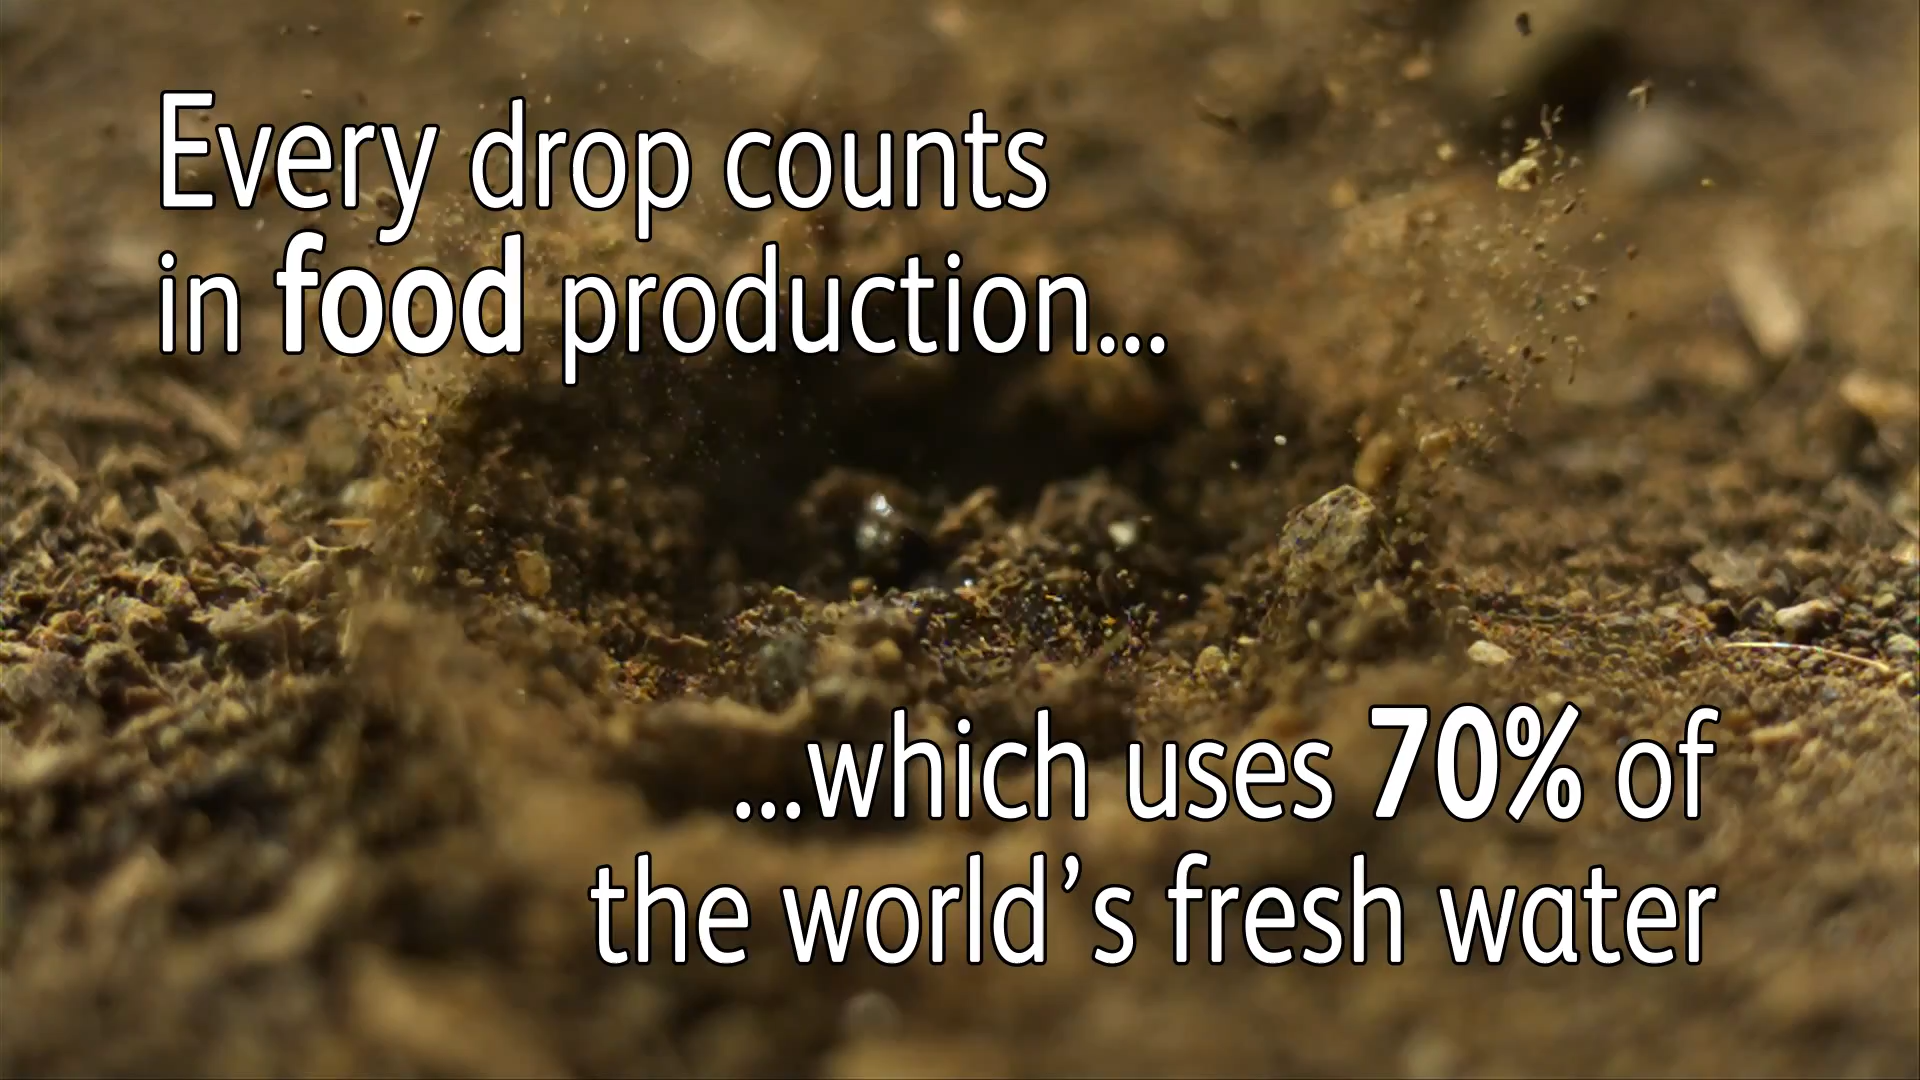 Every drop counts
in food production...
...which uses 70% of
the world’s fresh water